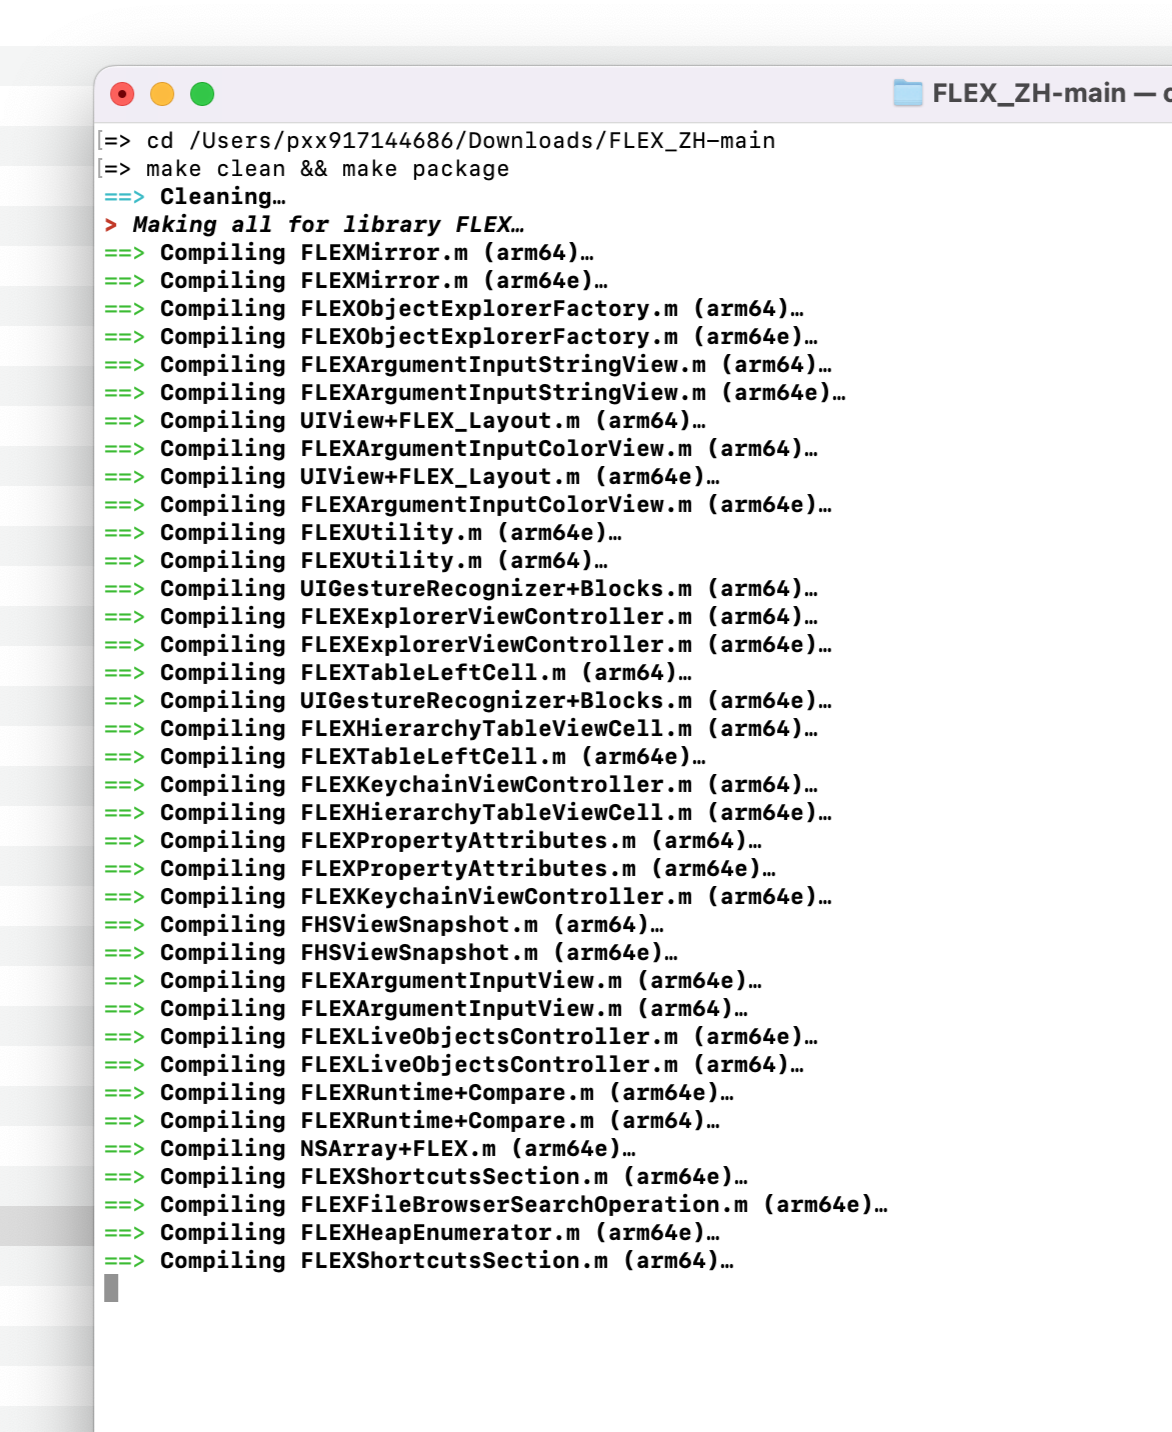 FLEX_ZH-main —
[=> cd /Users/pxx917144686/Downloads/FLEX_ZH-main
[=> make clean && make package
==> Cleaning…
> Making all for library FLEX…
==> Compiling FLEXMirror.m (arm64)…
==> Compiling FLEXMirror.m (arm64e)…
==> Compiling FLEXObjectExplorerFactory.m (arm64)…
==> Compiling FLEXObjectExplorerFactory.m (arm64e)…
==> Compiling FLEXArgumentInputStringView.m (arm64)…
==> Compiling FLEXArgumentInputStringView.m (arm64e)…
==> Compiling UIView+FLEX_Layout.m (arm64)…
==> Compiling FLEXArgumentInputColorView.m (arm64)…
==> Compiling UIView+FLEX_Layout.m (arm64e)…
==> Compiling FLEXArgumentInputColorView.m (arm64e)…
==> Compiling FLEXUtility.m (arm64e)…
==> Compiling FLEXUtility.m (arm64)…
==> Compiling UIGestureRecognizer+Blocks.m (arm64)…
==> Compiling FLEXExplorerViewController.m (arm64)…
==> Compiling FLEXExplorerViewController.m (arm64e)…
==> Compiling FLEXTableLeftCell.m (arm64)…
==> Compiling UIGestureRecognizer+Blocks.m (arm64e)…
==> Compiling FLEXHierarchyTableViewCell.m (arm64)…
==> Compiling FLEXTableLeftCell.m (arm64e)…
==> Compiling FLEXKeychainViewController.m (arm64)…
==> Compiling FLEXHierarchyTableViewCell.m (arm64e)…
==> Compiling FLEXPropertyAttributes.m (arm64)…
==> Compiling FLEXPropertyAttributes.m (arm64e)…
==> Compiling FLEXKeychainViewController.m (arm64e)…
==> Compiling FHSViewSnapshot.m (arm64)…
==> Compiling FHSViewSnapshot.m (arm64e)…
==> Compiling FLEXArgumentInputView.m (arm64e)…
==> Compiling FLEXArgumentInputView.m (arm64)…
==> Compiling FLEXLiveObjectsController.m (arm64e)…
==> Compiling FLEXLiveObjectsController.m (arm64)…
==> Compiling FLEXRuntime+Compare.m (arm64e)…
==> Compiling FLEXRuntime+Compare.m (arm64)…
==> Compiling NSArray+FLEX.m (arm64e)…
==> Compiling FLEXShortcutsSection.m (arm64e)…
==> Compiling FLEXFileBrowserSearchOperation.m (arm64e)…
==> Compiling FLEXHeapEnumerator.m (arm64e)…
==> Compiling FLEXShortcutsSection.m (arm64)…